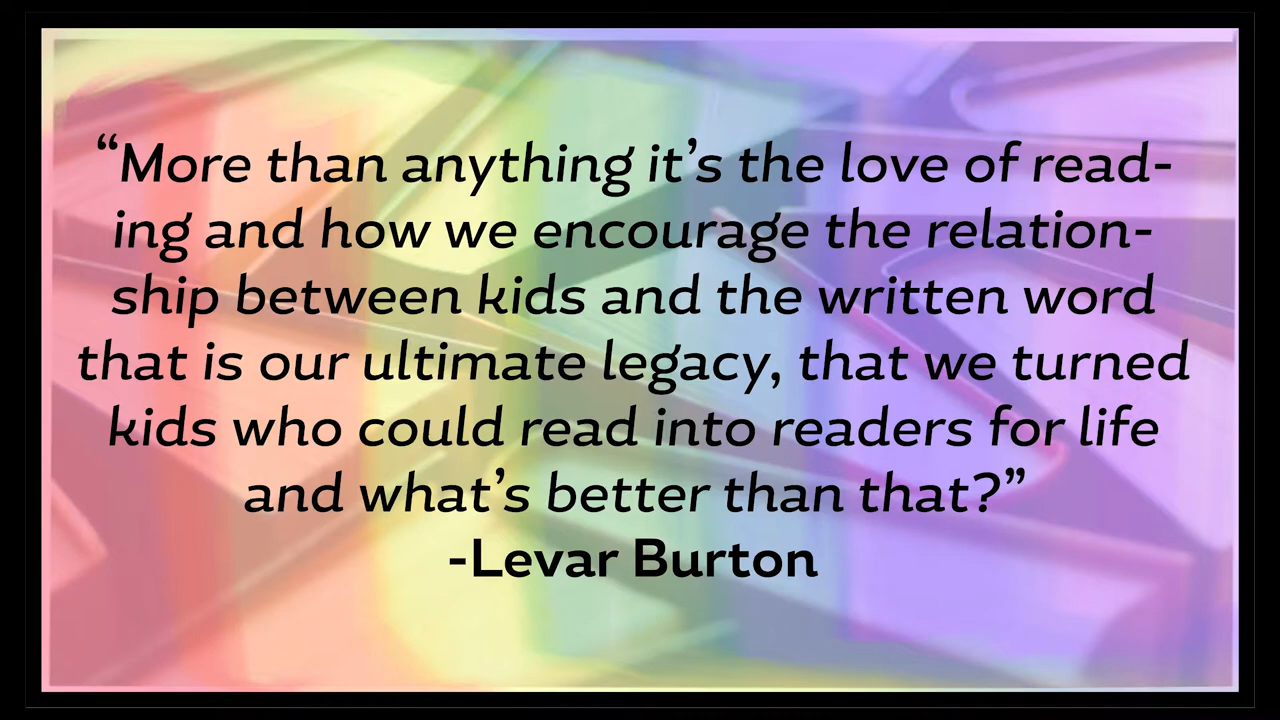 “More than anything it’s the love of read-
ing and how we encourage the relation-
ship between kids and the written word
that is our ultimate legacy, that we turned
kids who could read into readers for life
and what’s better than that?”
-Levar Burton